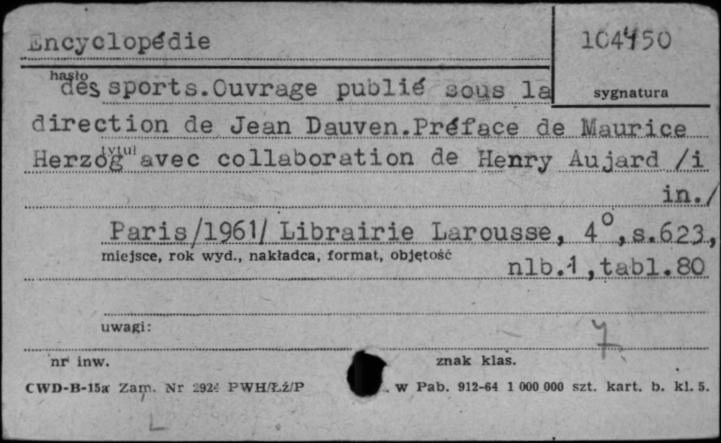 Encyclopédie
104450
hasło
des sports.Ouvrage publié sous la
sygnatura
direction de Jean Dauven.Préface de Maurice
tytuł
Herzog avec collaboration de Henry Aujard /i
in./
Paris/1961/ Librairie Larousse, 4°,s.623,
miejsce, rok wyd., nakładca, format, objętość
nlb.1,tabl.80
uwagi:
7.
nr inw.
znak klas.
CWD-B-15a Zam. Nr 2924 PWH/Łż/P
w Pab. 912-64 1 000 000 szt. kart. b. kl. 5.
L